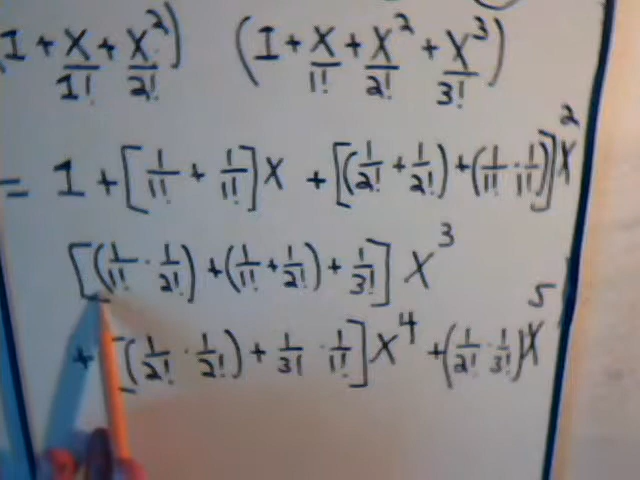 (1 + x/1! + x²/2!) (1 + x/1! + x²/2! + x³/3!)
= 1 + [1/1! + 1/1!]x + [(1/2! + 1/2!) + (1/1! · 1/1!)]x²
[(1/1! · 1/2!) + (1/1! + 1/2!) + 1/3!] x³
+ [(1/2! · 1/2!) + 1/3! · 1/1!]x⁴ + (1/2! · 1/3!)x⁵